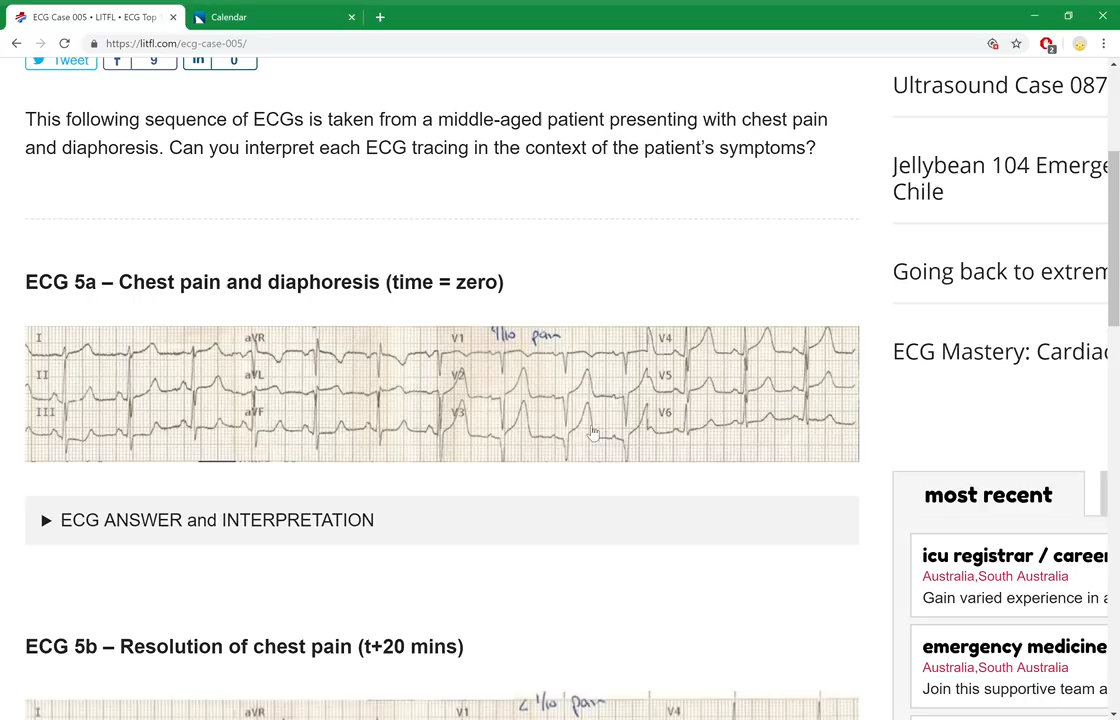 ECG Case 005 • LITFL • ECG Top
Calendar
https://litfl.com/ecg-case-005/
2
Tweet
9
0
This following sequence of ECGs is taken from a middle-aged patient presenting with chest pain
and diaphoresis. Can you interpret each ECG tracing in the context of the patient's symptoms?
ECG 5a – Chest pain and diaphoresis (time = zero)
I aVR V1 4/10 pain V4
II aVL V2 V5
III aVF V3 V6
ECG ANSWER and INTERPRETATION
ECG 5b – Resolution of chest pain (t+20 mins)
I aVR V1 < 1/10 pain V4
Ultrasound Case 087
Jellybean 104 Emerge
Chile
Going back to extrem
ECG Mastery: Cardiac
most recent
icu registrar / career
Australia,South Australia
Gain varied experience in a
emergency medicine
Australia,South Australia
Join this supportive team a